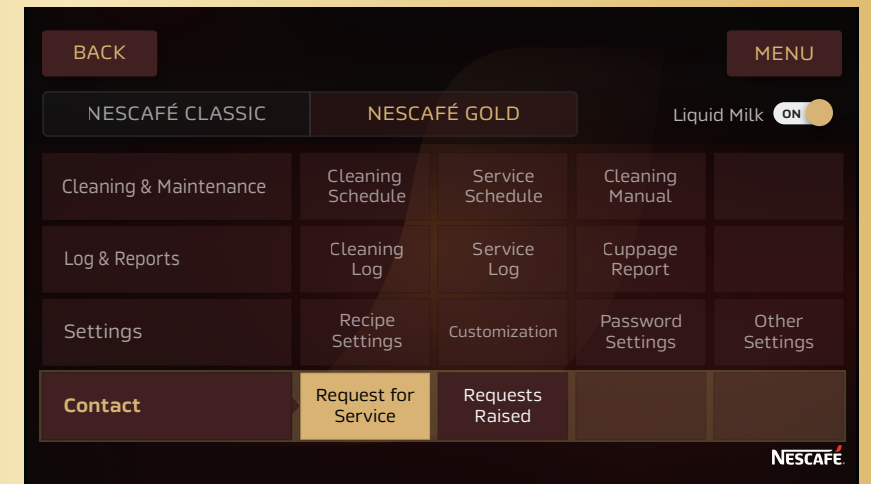 BACK
MENU
NESCAFÉ CLASSIC
NESCAFÉ GOLD
Liquid Milk ON
Cleaning & Maintenance
Cleaning
Schedule
Service
Schedule
Cleaning
Manual
Log & Reports
Cleaning
Log
Service
Log
Cuppage
Report
Settings
Recipe
Settings
Customization
Password
Settings
Other
Settings
Contact
Request for
Service
Requests
Raised
NESCAFÉ